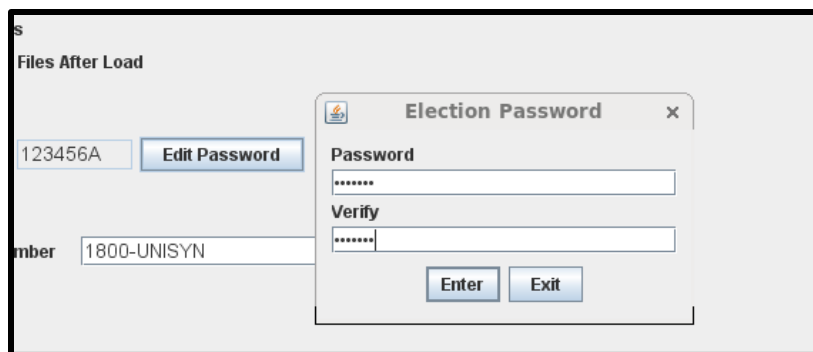 s
Files After Load
Election Password
×
123456A
Edit Password
Password
•••••••
Verify
•••••••
mber
1800-UNISYN
Enter
Exit